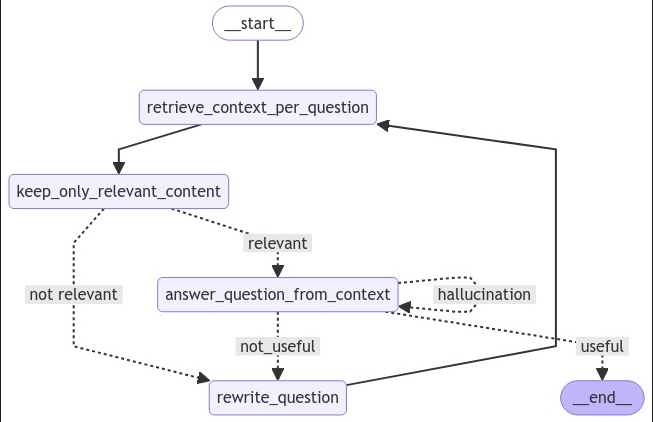 __start__
retrieve_context_per_question
keep_only_relevant_content
relevant
not relevant
answer_question_from_context
hallucination
not_useful
useful
rewrite_question
__end__